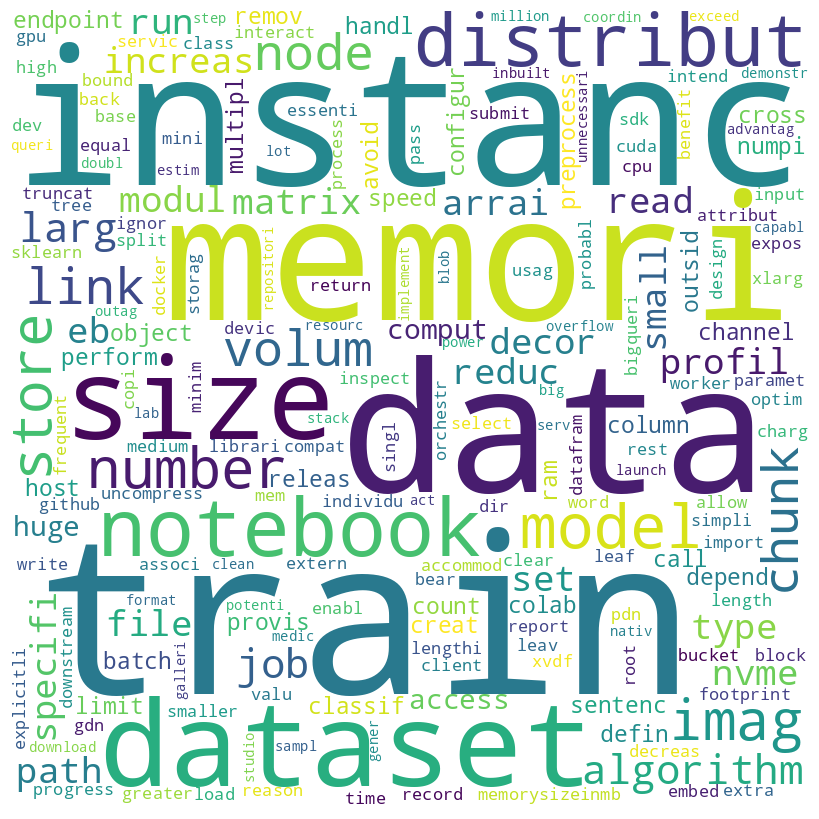 endpoint
run
remov
handl
step
million
coordin
exceed
gpu
servic
class
interact
distribut
high
increas
node
inbuilt
intend
demonstr
bound
back
base
multipl
essenti
process
avoid
pass
configur
submit
preprocess
unnecessari
benefit
sdk
cross
dev
instanc
queri
equal
doubl
mini
estim
lot
cuda
cpu
advantag
numpi
truncat
tree
modul
matrix
speed
arrai
read
attribut
input
capabl
larg
ignor
split
memori
expos
sklearn
docker
storag
repositori
return
implement
blob
usag
probabl
small
outsid
design
xlarg
link
outag
eb
object
volum
devic
resourc
comput
power
decor
overflow
bigqueri
channel
store
perform
copi
lab
minim
size
inspect
stack
orchestr
reduc
big
select
serv
profil
worker
paramet
optim
column
frequent
medium
number
librari
compat
singl
data
datafram
rest
launch
charg
chunk
host
github
uncompress
releas
individu
act
mem
dir
ram
word
allow
huge
notebook
model
simpli
import
write
associ
clean
extern
clear
bear
leaf
call
format
train
accommod
set
depend
length
specifi
downstream
file
provis
potenti
enabl
count
creat
colab
type
medic
lengthi
report
leav
pdn
nativ
batch
job
client
xvdf
root
bucket
block
explicitli
galleri
valu
access
nvme
limit
smaller
classif
sentenc
footprint
gdn
download
dataset
defin
imag
studio
sampl
gener
decreas
path
algorithm
progress
greater
load
reason
time
record
memorysizeinmb
embed
extra